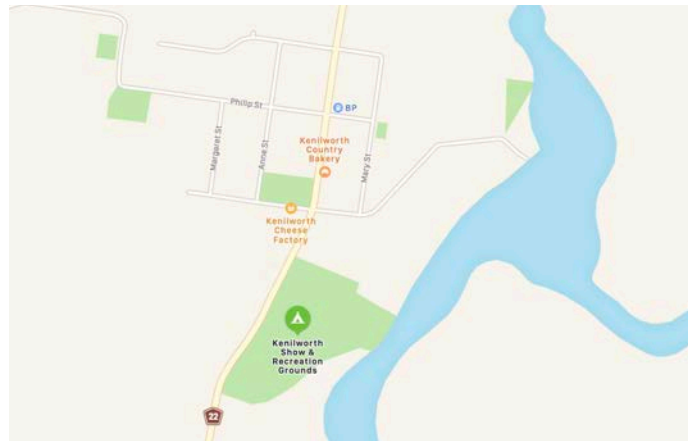 Philip St
BP
Margaret St
Anne St
Mary St
Kenilworth
Country
Bakery
Kenilworth
Cheese
Factory
Kenilworth
Show &
Recreation
Grounds
22